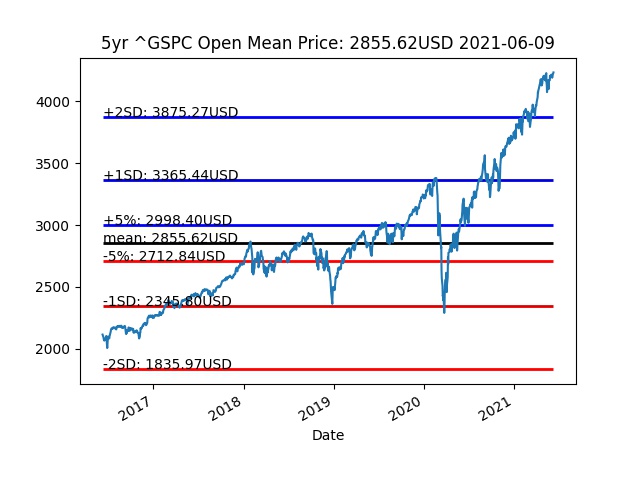 5yr ^GSPC Open Mean Price: 2855.62USD 2021-06-09
4000
3500
3000
2500
2000
+2SD: 3875.27USD
+1SD: 3365.44USD
+5%: 2998.40USD
mean: 2855.62USD
-5%: 2712.84USD
-1SD: 2345.80USD
-2SD: 1835.97USD
2017
2018
2019
2020
2021
Date